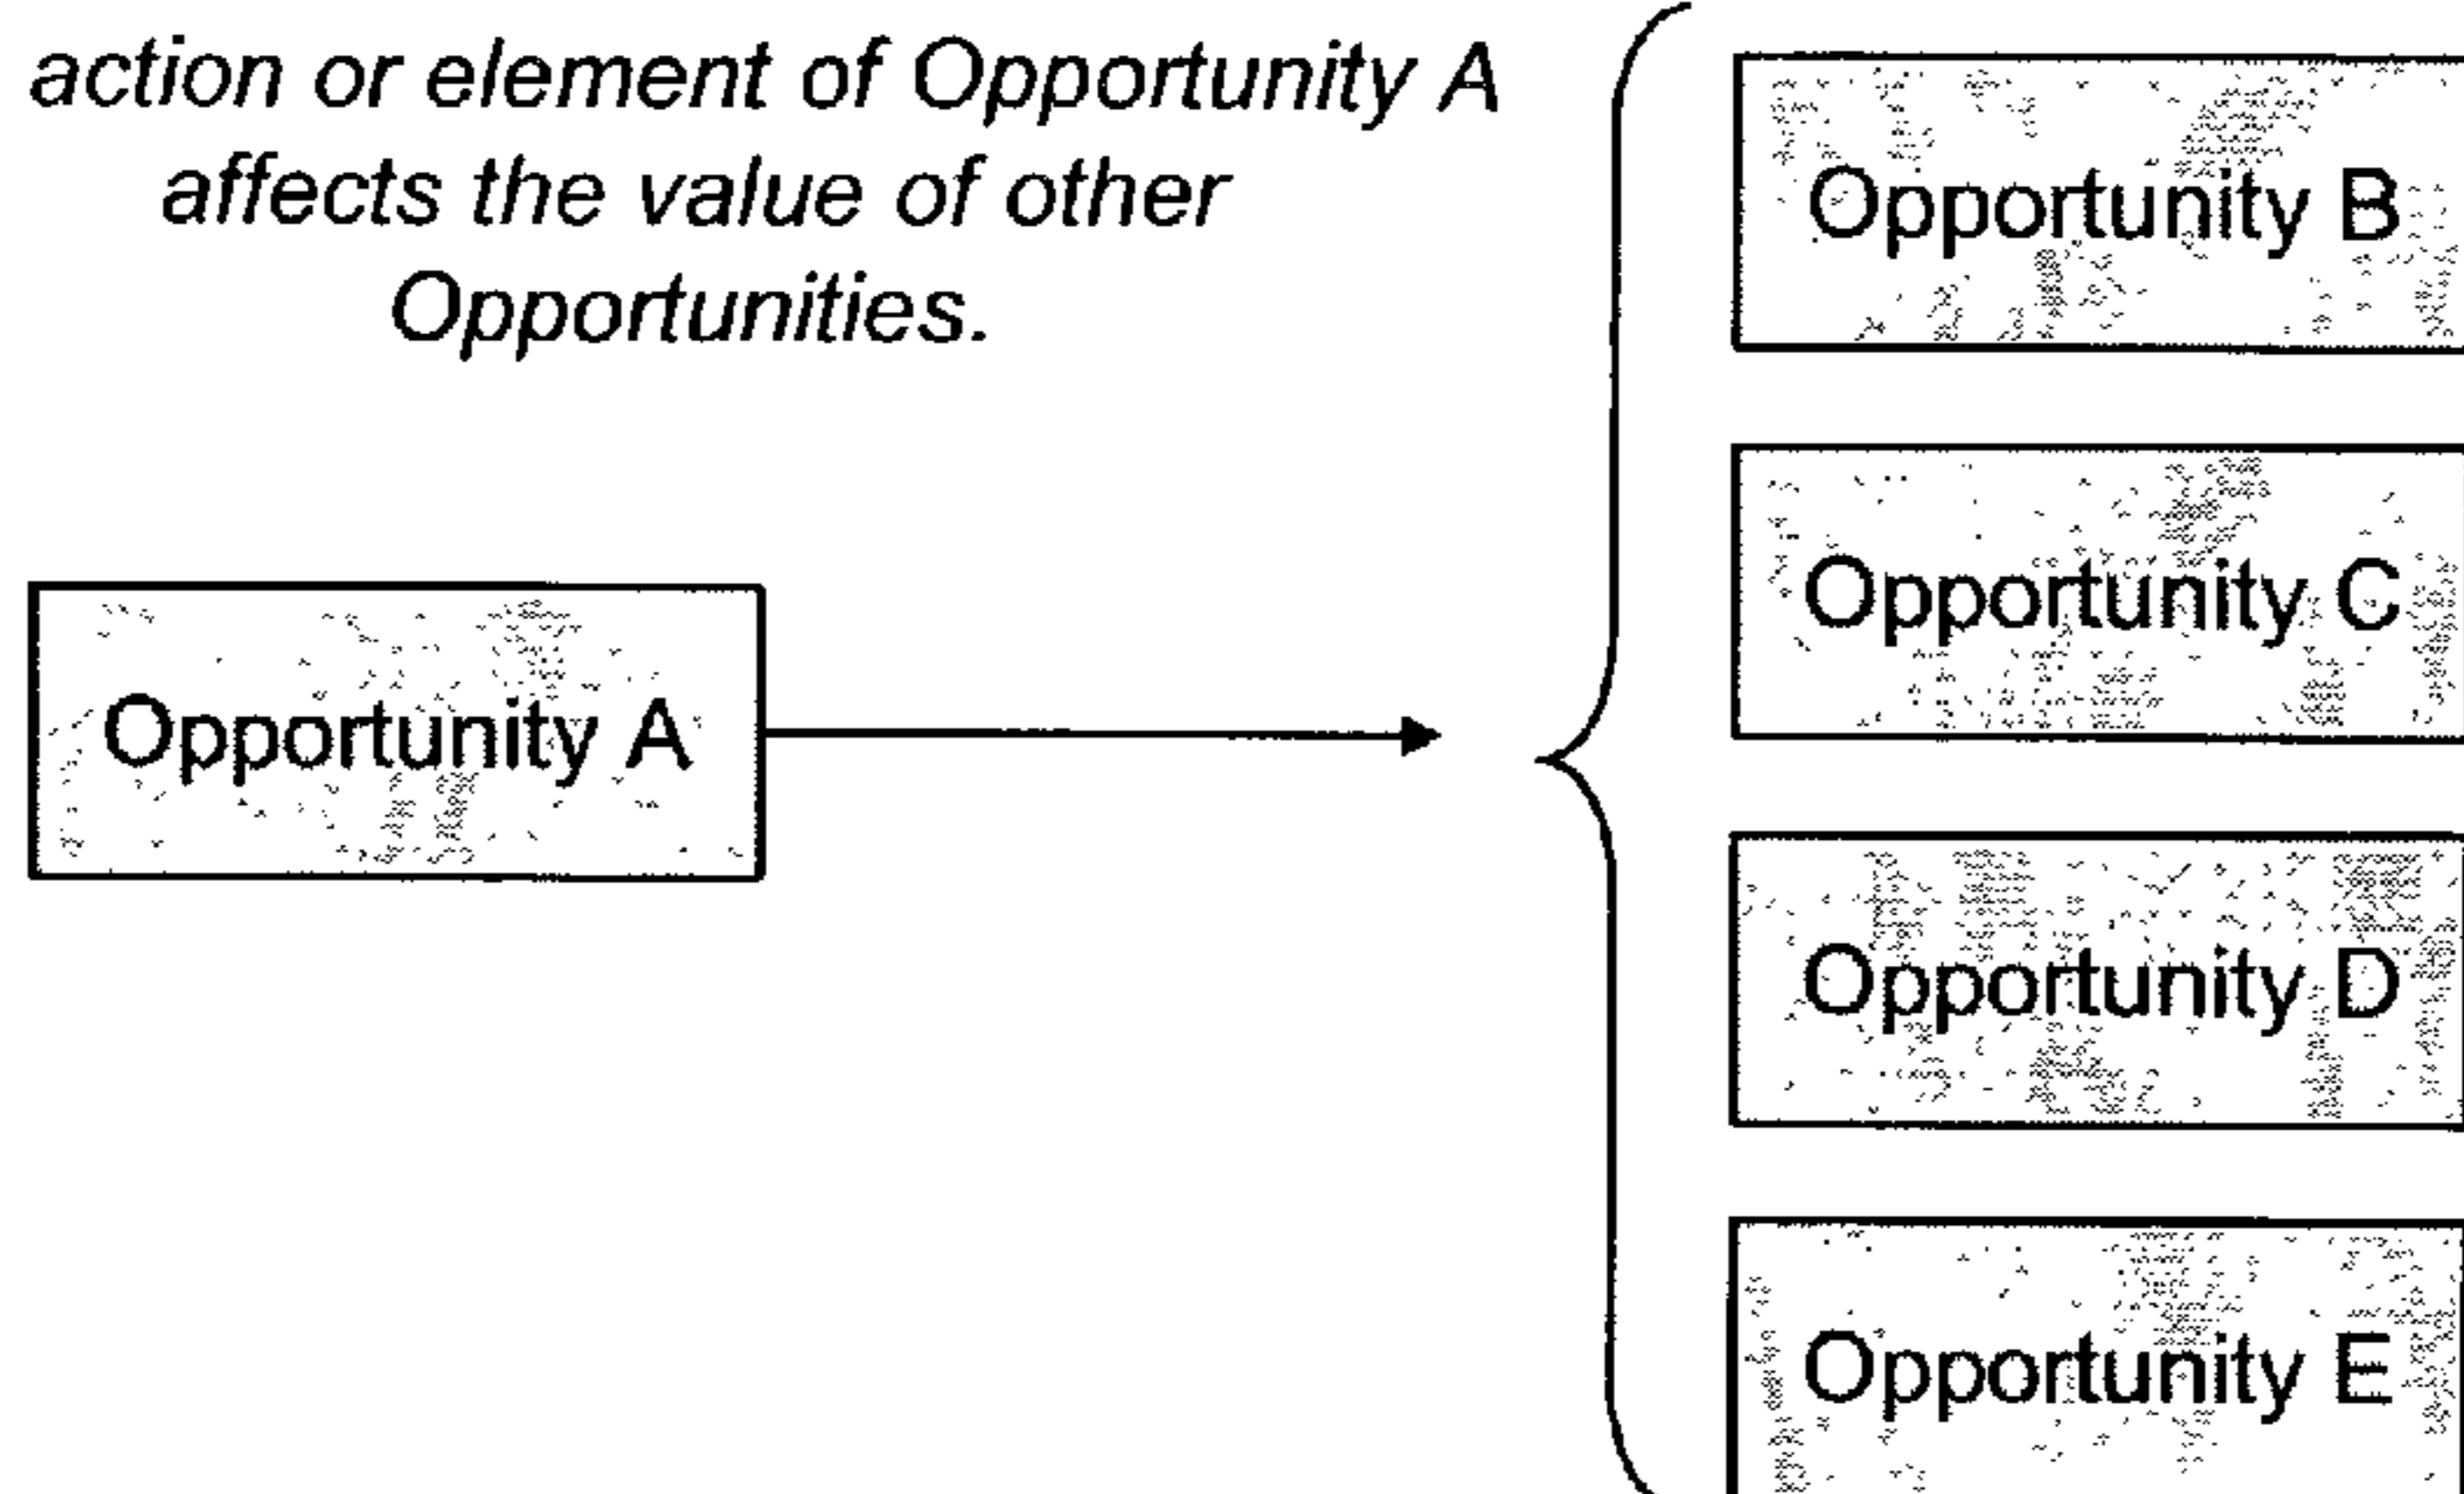 action or element of Opportunity A
affects the value of other
Opportunities.
Opportunity A
Opportunity B
Opportunity C
Opportunity D
Opportunity E